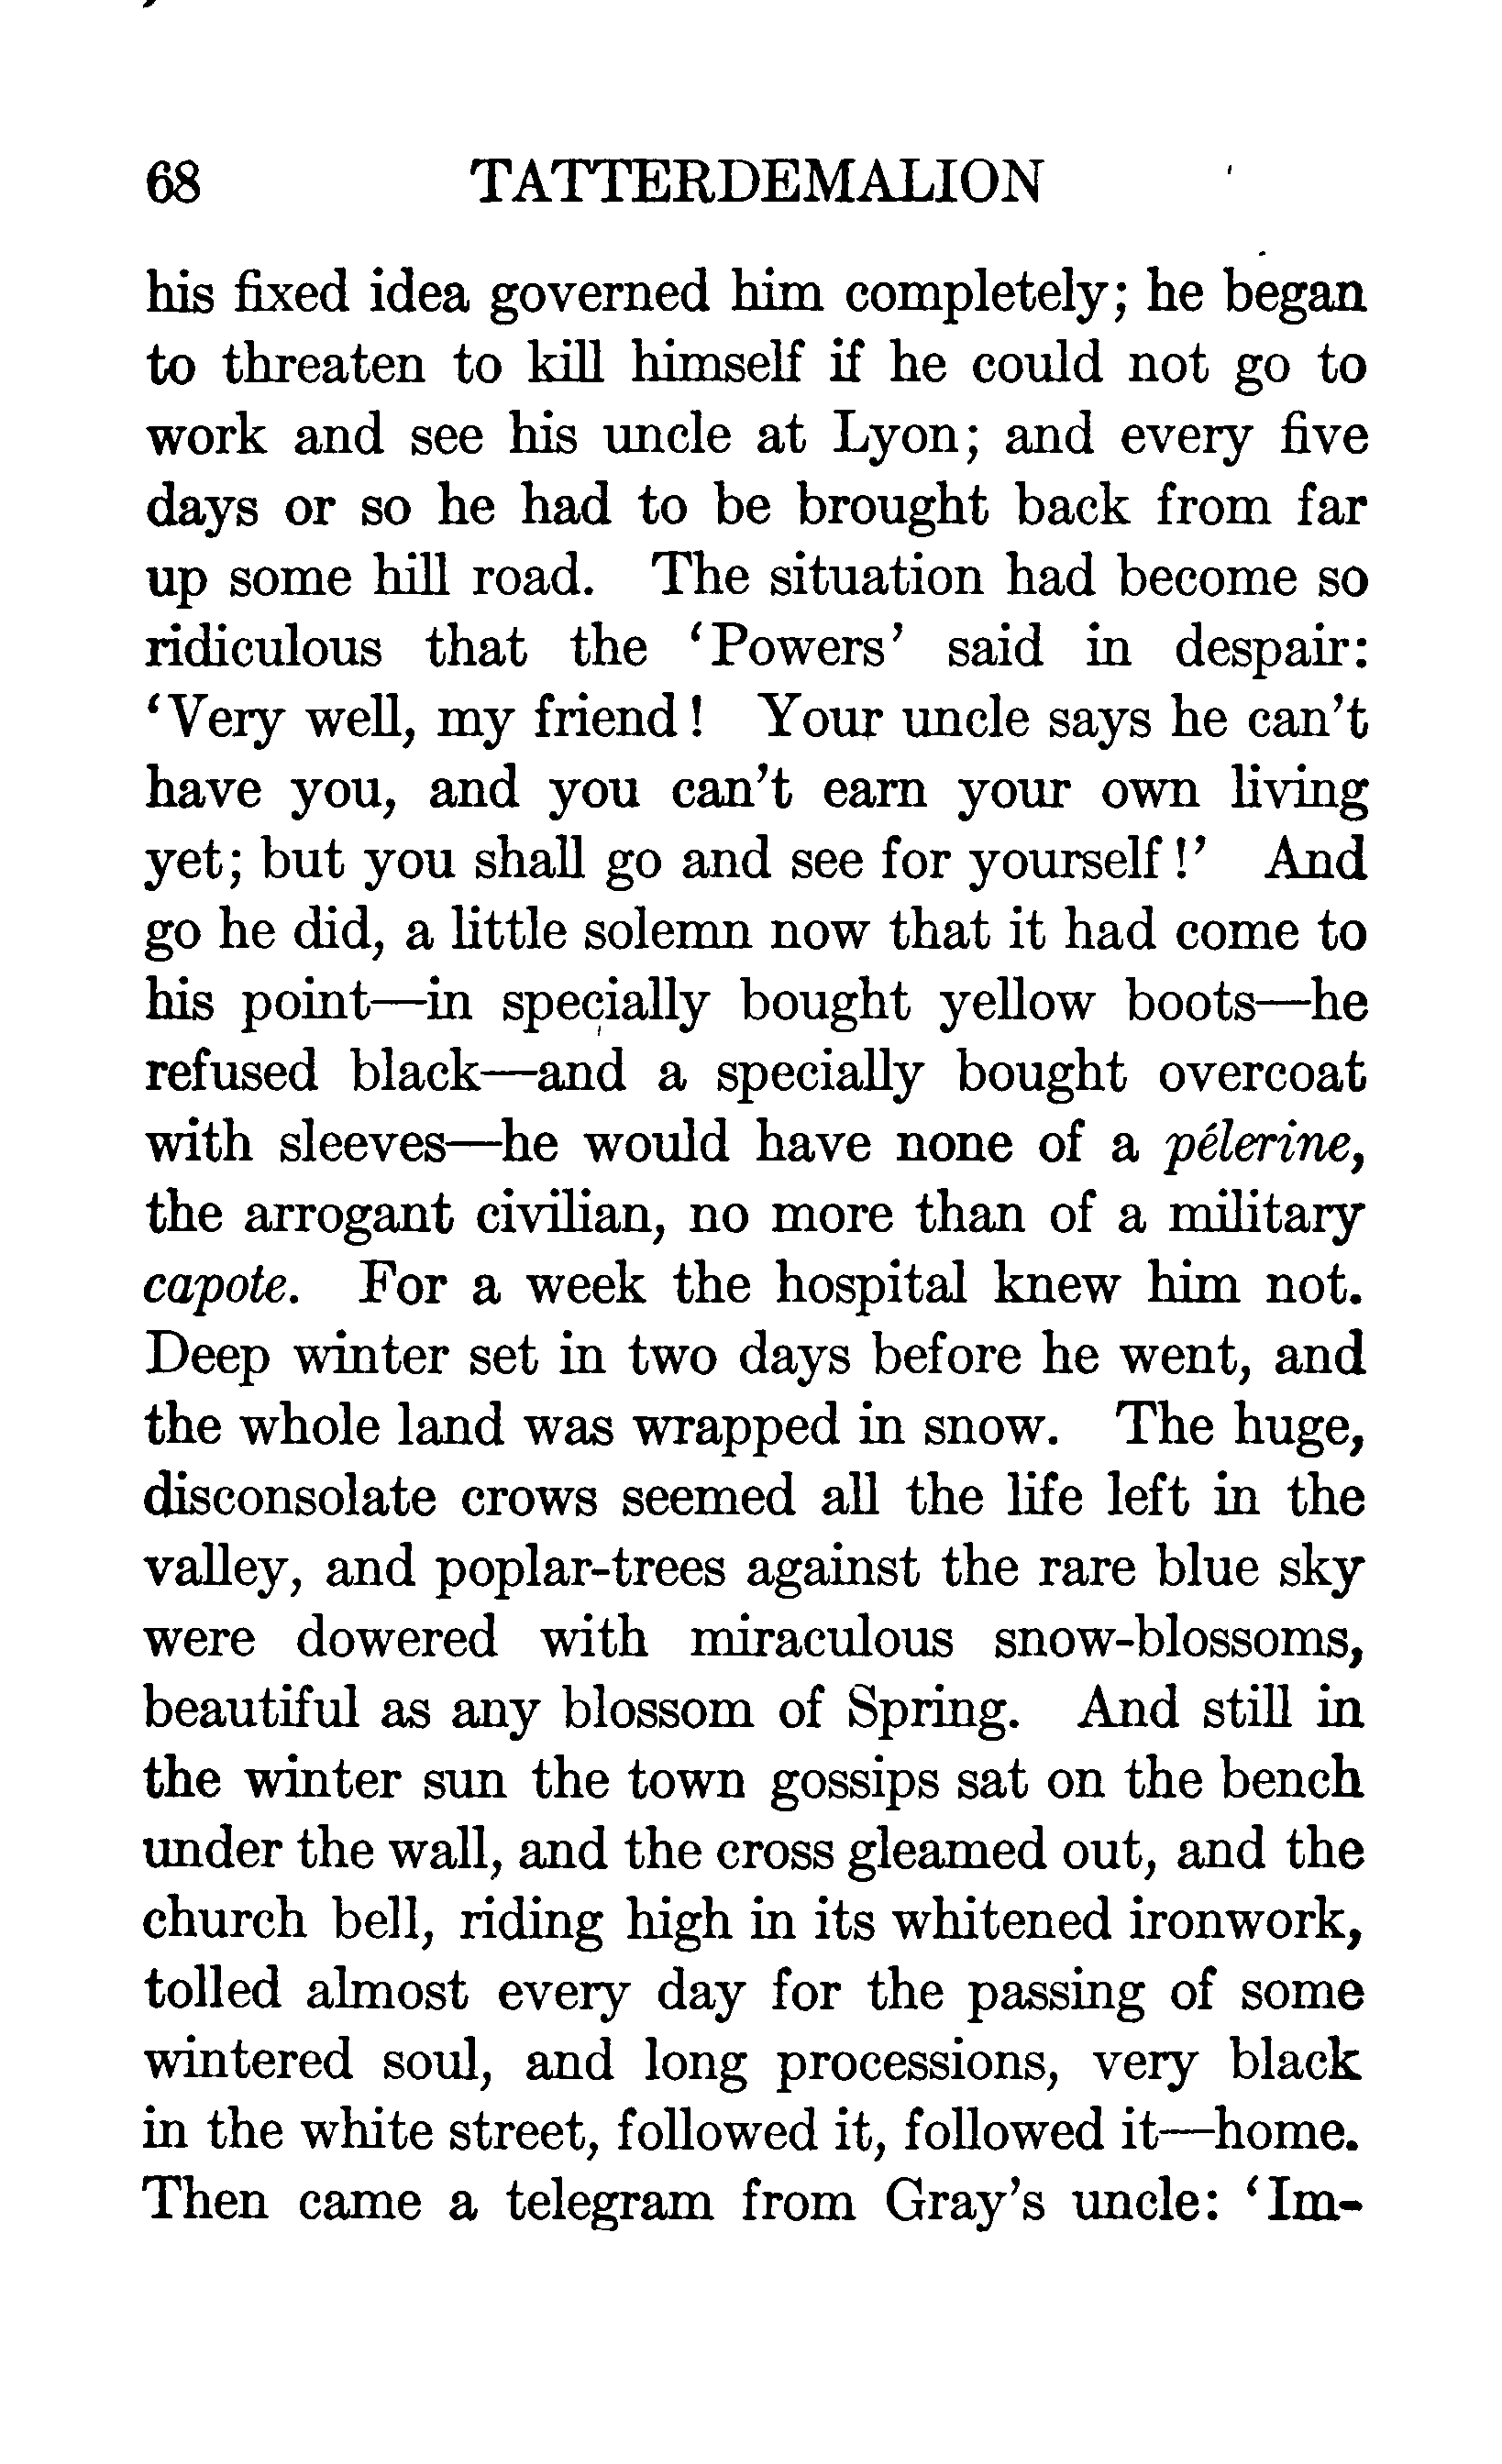 68 TATTERDEMALION
his fixed idea governed him completely; he began
to threaten to kill himself if he could not go to
work and see his uncle at Lyon; and every five
days or so he had to be brought back from far
up some hill road. The situation had become so
ridiculous that the ‘Powers’ said in despair:
‘Very well, my friend! Your uncle says he can’t
have you, and you can’t earn your own living
yet; but you shall go and see for yourself!’ And
go he did, a little solemn now that it had come to
his point—in specially bought yellow boots—he
refused black—and a specially bought overcoat
with sleeves—he would have none of a pélerine,
the arrogant civilian, no more than of a military
capote. For a week the hospital knew him not.
Deep winter set in two days before he went, and
the whole land was wrapped in snow. The huge,
disconsolate crows seemed all the life left in the
valley, and poplar-trees against the rare blue sky
were dowered with miraculous snow-blossoms,
beautiful as any blossom of Spring. And still in
the winter sun the town gossips sat on the bench
under the wall, and the cross gleamed out, and the
church bell, riding high in its whitened ironwork,
tolled almost every day for the passing of some
wintered soul, and long processions, very black
in the white street, followed it, followed it—home.
Then came a telegram from Gray’s uncle: ‘Im-